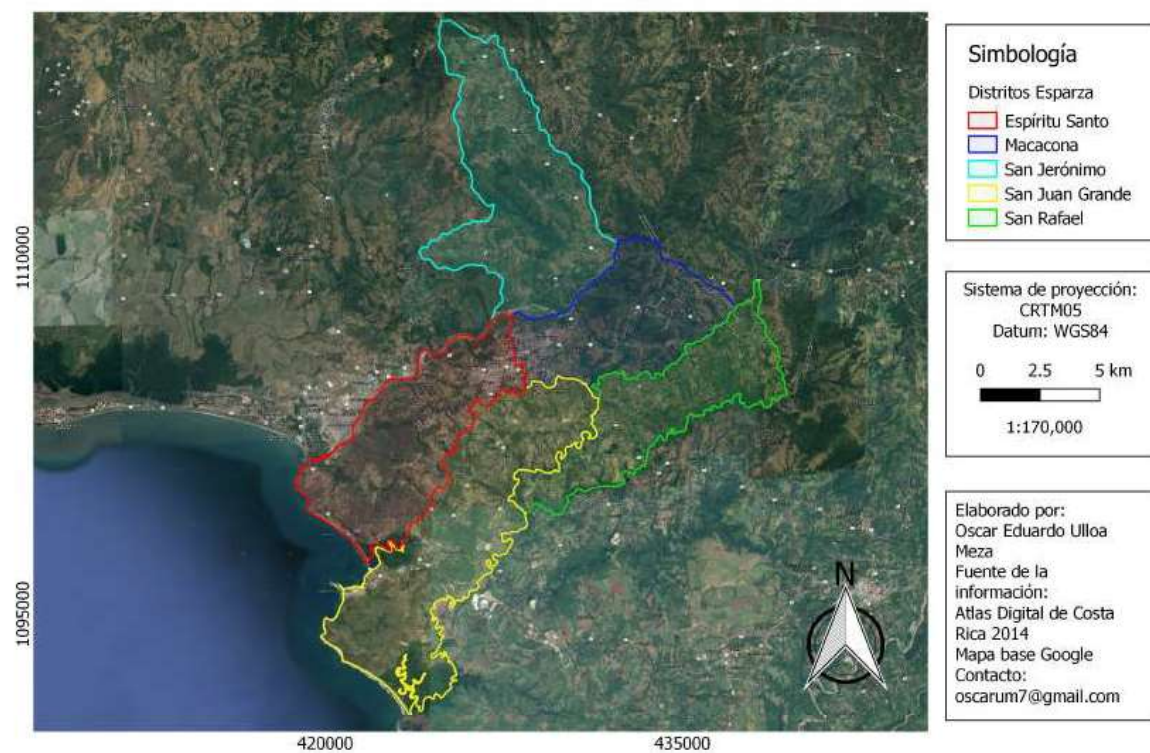 Simbología
Distritos Esparza
Espíritu Santo
Macacona
San Jerónimo
San Juan Grande
San Rafael
Sistema de proyección:
CRTM05
Datum: WGS84
0 2.5 5 km
1:170,000
Elaborado por:
Oscar Eduardo Ulloa
Meza
Fuente de la
información:
Atlas Digital de Costa
Rica 2014
Mapa base Google
Contacto:
oscarum7@gmail.com
N
1110000
1095000
420000 435000